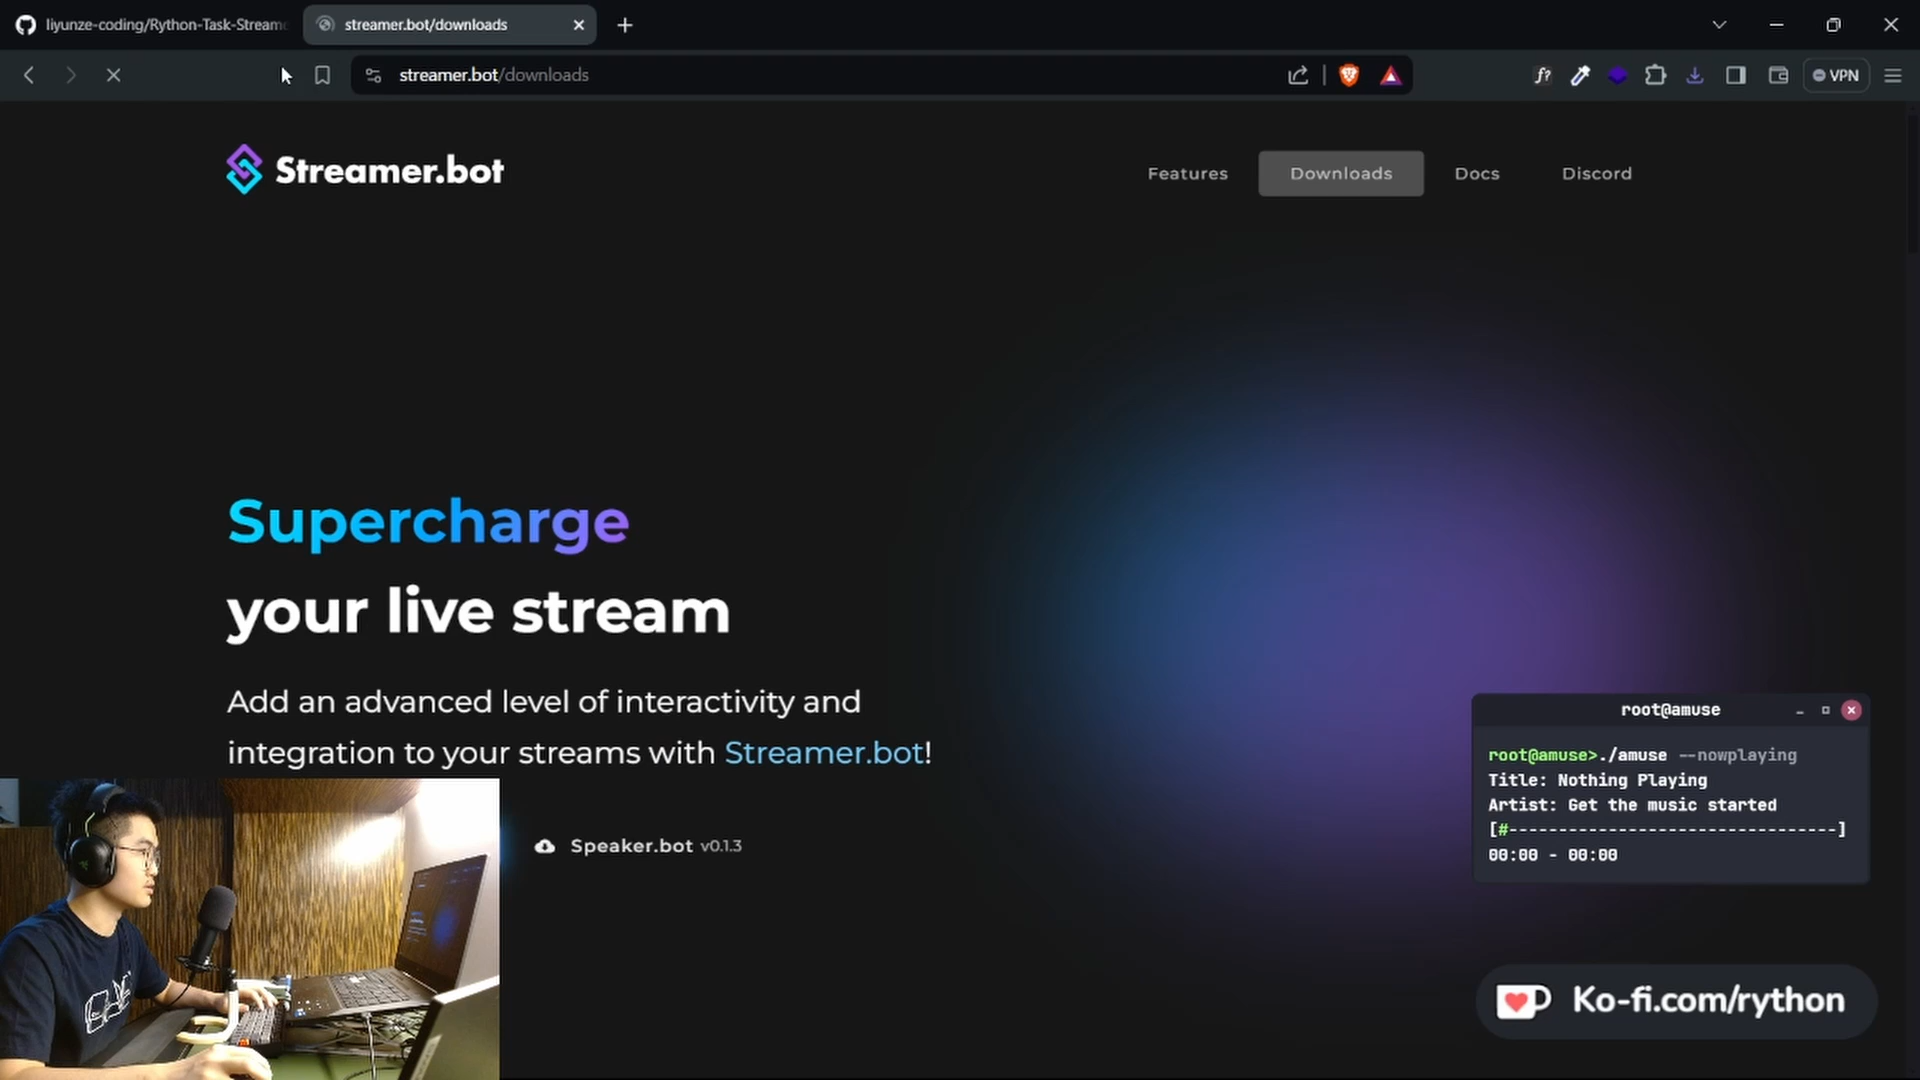 liyunze-coding/Rython-Task-Stream
streamer.bot/downloads
streamer.bot/downloads
f?
VPN
Streamer.bot
Features
Downloads
Docs
Discord
Supercharge
your live stream
Add an advanced level of interactivity and
integration to your streams with Streamer.bot!
Speaker.bot v0.1.3
root@amuse
root@amuse>./amuse --nowplaying
Title: Nothing Playing
Artist: Get the music started
[#---------------------------------]
00:00 - 00:00
Ko-fi.com/rython